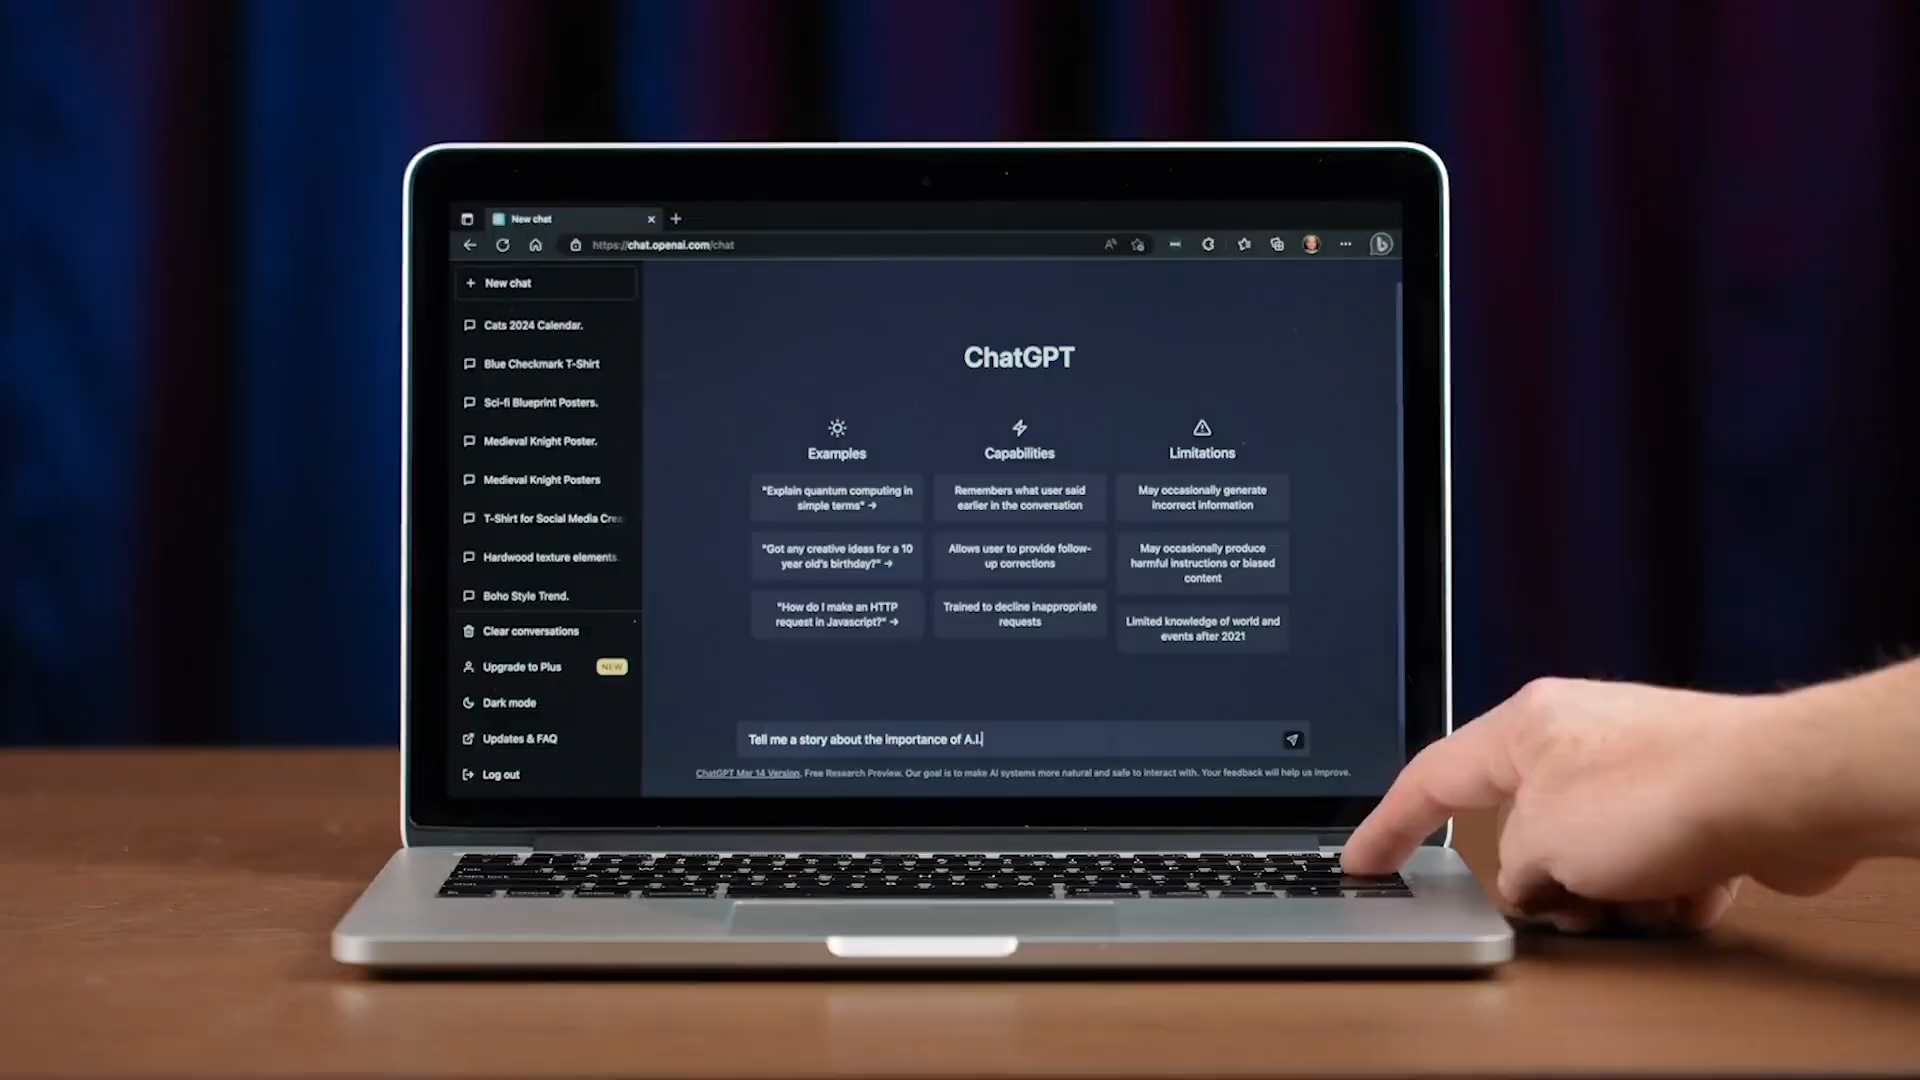 New chat
https://chat.openai.com/chat
New chat
Cats 2024 Calendar.
Blue Checkmark T-Shirt
Sci-fi Blueprint Posters.
Medieval Knight Poster.
Medieval Knight Posters
T-Shirt for Social Media Crea
Hardwood texture elements.
Boho Style Trend.
Clear conversations
Upgrade to Plus
NEW
Dark mode
Updates & FAQ
Log out
ChatGPT
Examples
"Explain quantum computing in
simple terms" →
"Got any creative ideas for a 10
year old's birthday?" →
"How do I make an HTTP
request in Javascript?" →
Capabilities
Remembers what user said
earlier in the conversation
Allows user to provide follow-
up corrections
Trained to decline inappropriate
requests
Limitations
May occasionally generate
incorrect information
May occasionally produce
harmful instructions or biased
content
Limited knowledge of world and
events after 2021
Tell me a story about the importance of A.I.
ChatGPT Mar 14 Version. Free Research Preview. Our goal is to make AI systems more natural and safe to interact with. Your feedback will help us improve.